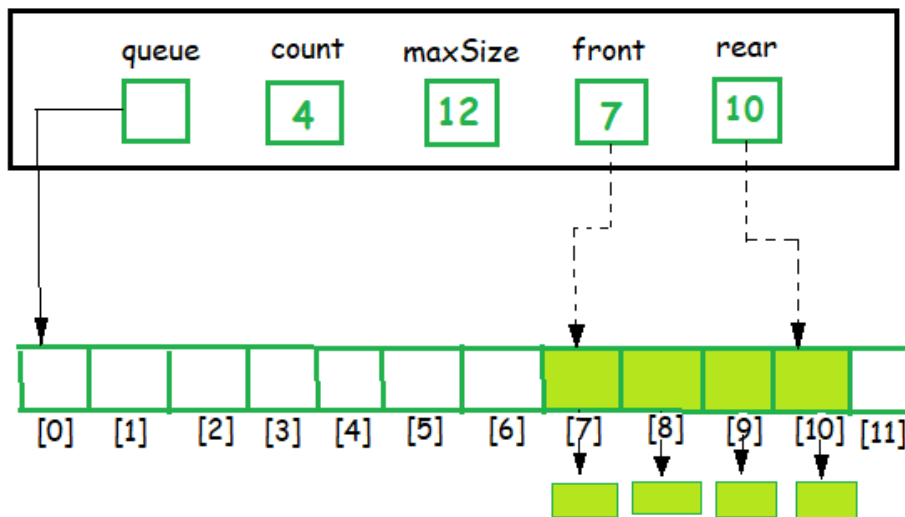 queue count maxSize front rear
4 12 7 10
[0] [1] [2] [3] [4] [5] [6] [7] [8] [9] [10] [11]